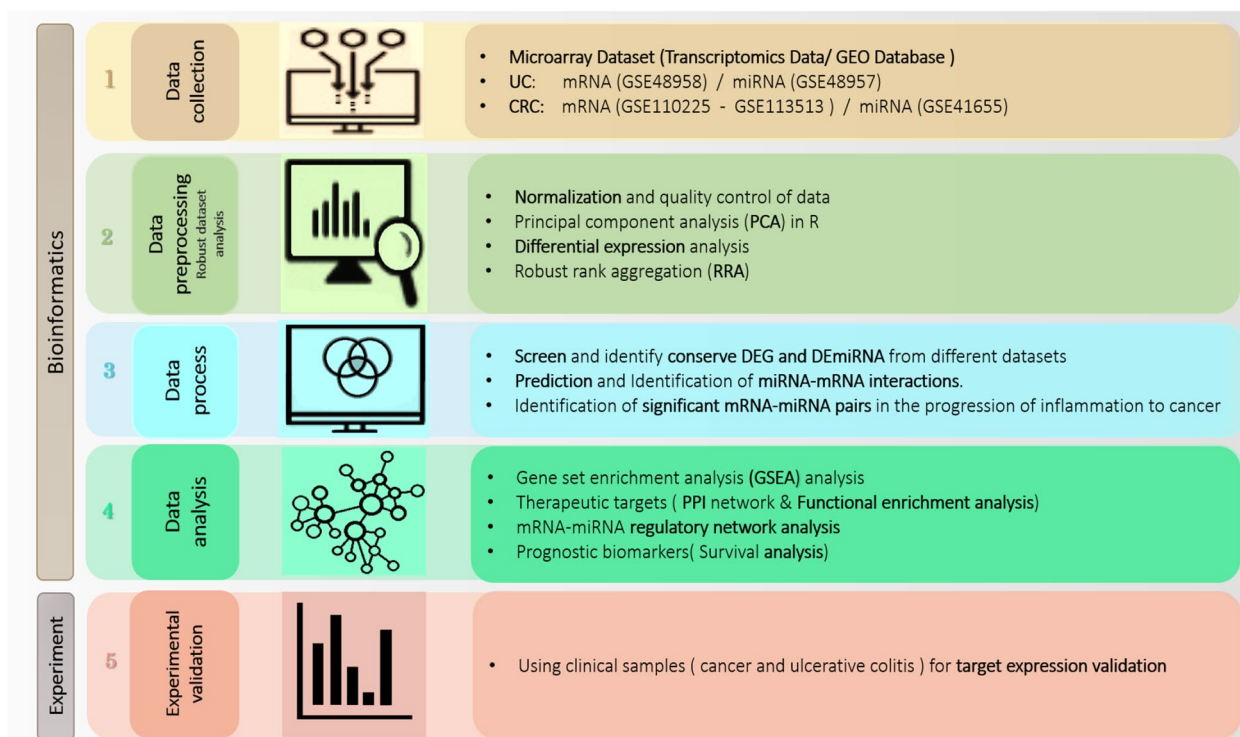 Bioinformatics
1
Data
collection
• Microarray Dataset (Transcriptomics Data/ GEO Database )
• UC: mRNA (GSE48958) / miRNA (GSE48957)
• CRC: mRNA (GSE110225 - GSE113513 ) / miRNA (GSE41655)
2
Data
preprocessing
Robust dataset
analysis
• Normalization and quality control of data
• Principal component analysis (PCA) in R
• Differential expression analysis
• Robust rank aggregation (RRA)
3
Data
process
• Screen and identify conserve DEG and DEmiRNA from different datasets
• Prediction and Identification of miRNA-mRNA interactions.
• Identification of significant mRNA-miRNA pairs in the progression of inflammation to cancer
4
Data
analysis
• Gene set enrichment analysis (GSEA) analysis
• Therapeutic targets ( PPI network & Functional enrichment analysis)
• mRNA-miRNA regulatory network analysis
• Prognostic biomarkers( Survival analysis)
Experiment
5
Experimental
validation
• Using clinical samples ( cancer and ulcerative colitis ) for target expression validation